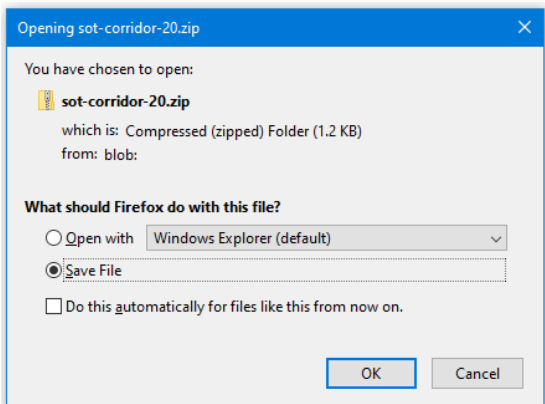 Opening sot-corridor-20.zip
You have chosen to open:
sot-corridor-20.zip
which is: Compressed (zipped) Folder (1.2 KB)
from: blob:
What should Firefox do with this file?
Open with Windows Explorer (default)
Save File
Do this automatically for files like this from now on.
OK Cancel